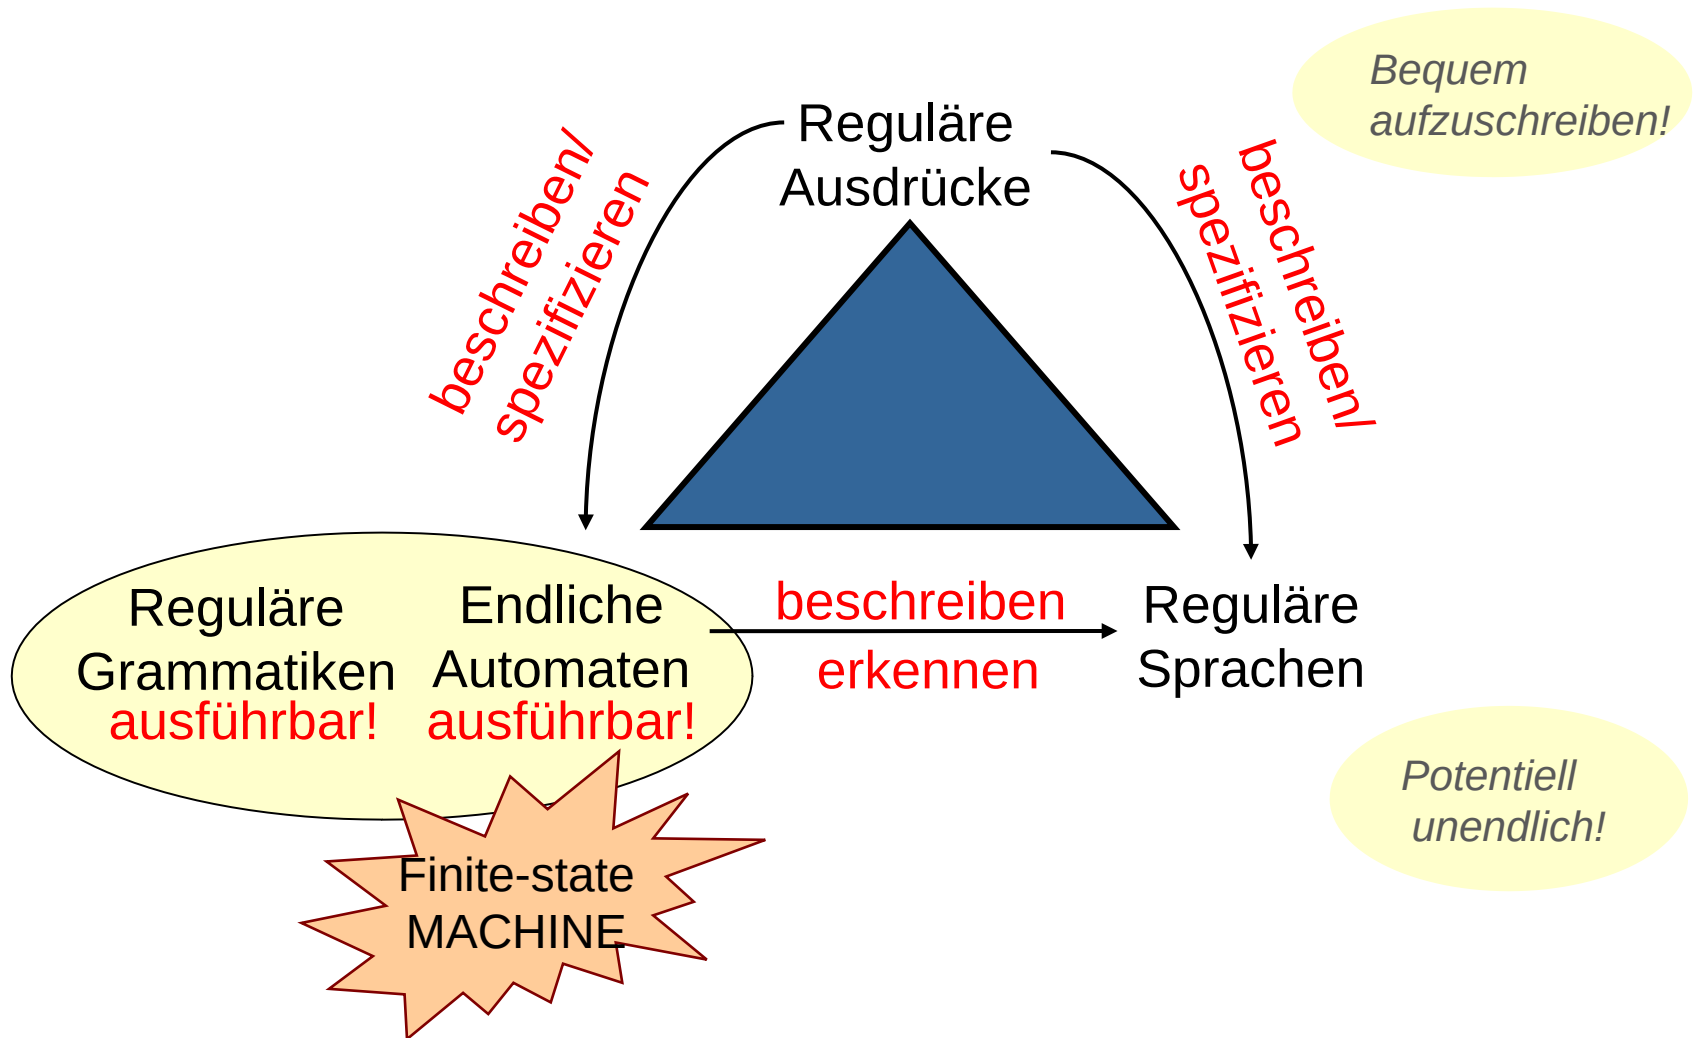 Bequem
aufzuschreiben!
Reguläre
Ausdrücke
beschreiben/
spezifizieren
beschreiben/
spezifizieren
Reguläre
Grammatiken
ausführbar!
Endliche
Automaten
ausführbar!
beschreiben
erkennen
Reguläre
Sprachen
Potentiell
unendlich!
Finite-state
MACHINE